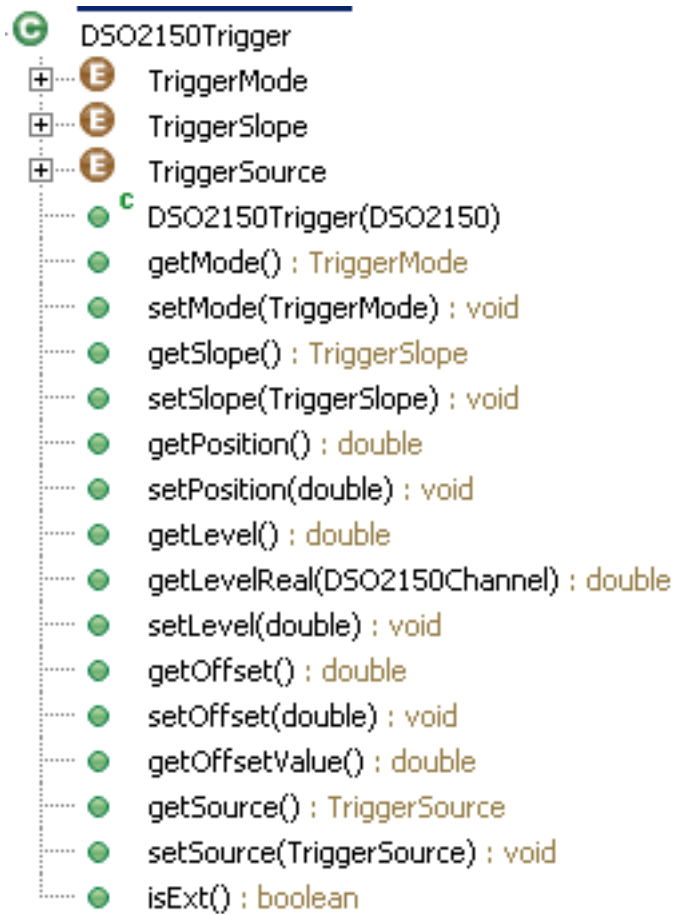 C DSO2150Trigger
E TriggerMode
E TriggerSlope
E TriggerSource
C DSO2150Trigger(DSO2150)
getMode() : TriggerMode
setMode(TriggerMode) : void
getSlope() : TriggerSlope
setSlope(TriggerSlope) : void
getPosition() : double
setPosition(double) : void
getLevel() : double
getLevelReal(DSO2150Channel) : double
setLevel(double) : void
getOffset() : double
setOffset(double) : void
getOffsetValue() : double
getSource() : TriggerSource
setSource(TriggerSource) : void
isExt() : boolean